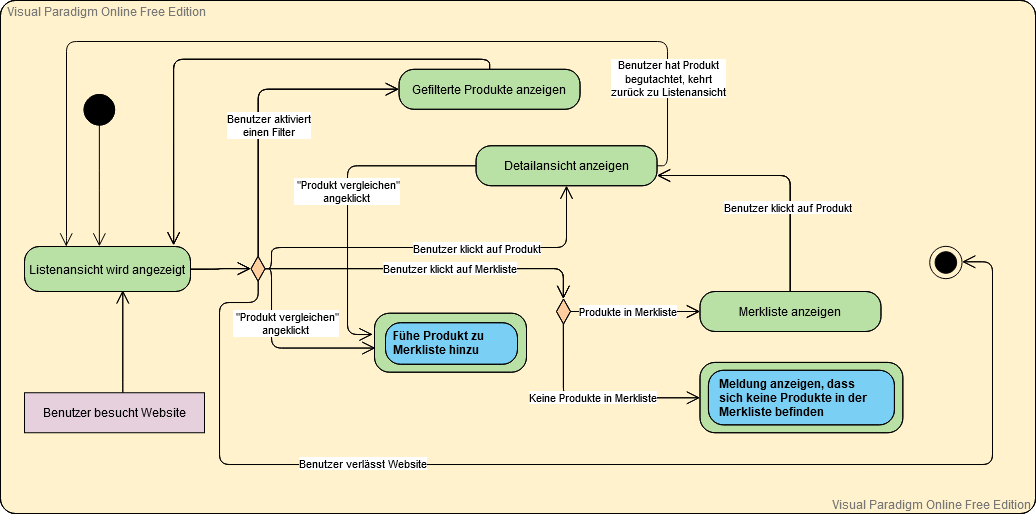 Visual Paradigm Online Free Edition
Benutzer hat Produkt
begutachtet, kehrt
zurück zu Listenansicht
Gefilterte Produkte anzeigen
Benutzer aktiviert
einen Filter
Detailansicht anzeigen
"Produkt vergleichen"
angeklickt
Benutzer klickt auf Produkt
Benutzer klickt auf Produkt
Listenansicht wird angezeigt
Benutzer klickt auf Merkliste
"Produkt vergleichen"
angeklickt
Produkte in Merkliste
Merkliste anzeigen
Fühe Produkt zu
Merkliste hinzu
Meldung anzeigen, dass
sich keine Produkte in der
Merkliste befinden
Keine Produkte in Merkliste
Benutzer besucht Website
Benutzer verlässt Website
Visual Paradigm Online Free Edition